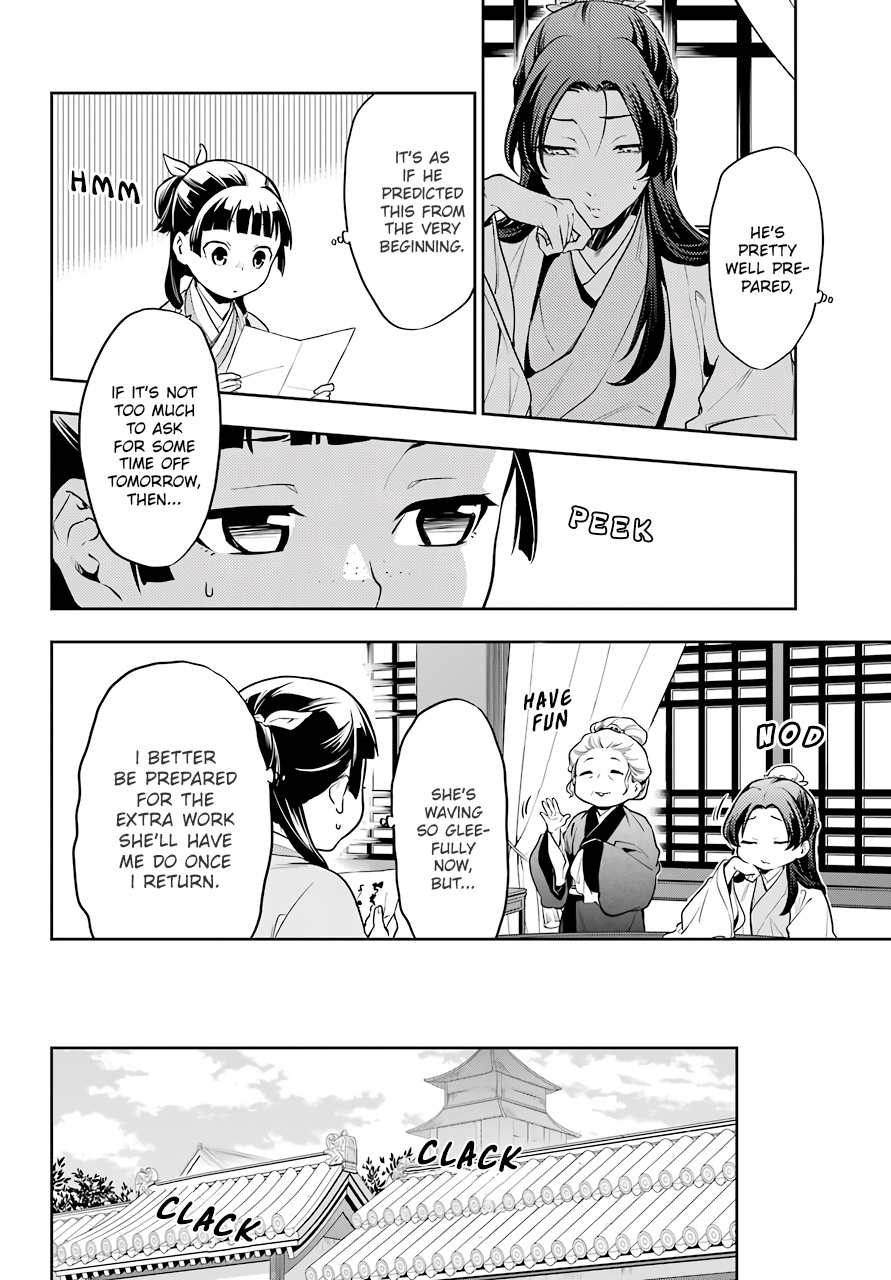 HE'S
PRETTY
WELL PRE-
PARED,
IT'S AS
IF HE
PREDICTED
THIS FROM
THE VERY
BEGINNING.
HMM
IF IT'S NOT
TOO MUCH
TO ASK
FOR SOME
TIME OFF
TOMORROW,
THEN...
PEEK
NOD
HAVE
FUN
SHE'S
WAVING
SO GLEE-
FULLY
NOW,
BUT...
I BETTER
BE PREPARED
FOR THE
EXTRA WORK
SHE'LL HAVE
ME DO ONCE
I RETURN.
CLACK
CLACK